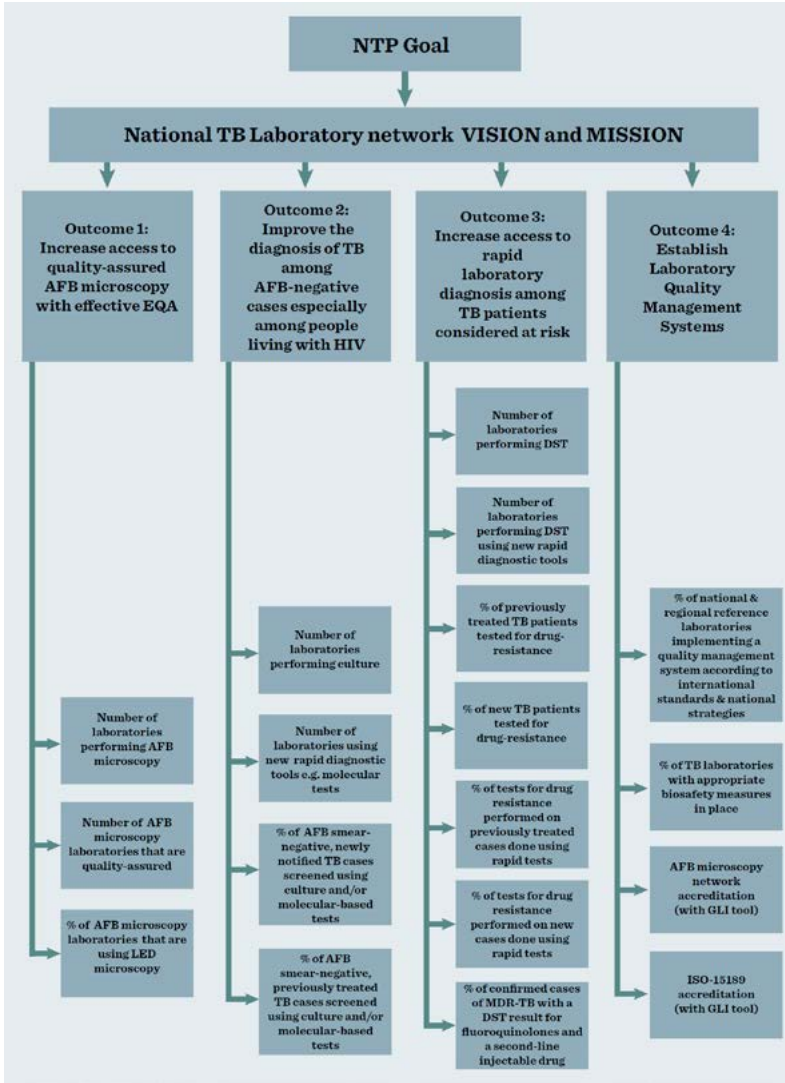 NTP Goal
National TB Laboratory network VISION and MISSION
Outcome 1:
Increase access to
quality-assured
AFB microscopy
with effective EQA
Number of
laboratories
performing AFB
microscopy
Number of AFB
microscopy
laboratories that are
quality-assured
% of AFB microscopy
laboratories that are
using LED
microscopy
Outcome 2:
Improve the
diagnosis of TB
among
AFB-negative
cases especially
among people
living with HIV
Number of
laboratories
performing culture
Number of
laboratories using
new rapid diagnostic
tools e.g. molecular
tests
% of AFB smear-
negative, newly
notified TB cases
screened using
culture and/or
molecular-based
tests
% of AFB
smear-negative,
previously treated
TB cases screened
using culture and/or
molecular-based tests
Outcome 3:
Increase access to
rapid
laboratory
diagnosis among
TB patients
considered at risk
Number of
laboratories
performing DST
Number of
laboratories
performing DST
using new rapid
diagnostic tools
% of previously
treated TB patients
tested for drug-
resistance
% of new TB patients
tested for
drug-resistance
% of tests for drug
resistance
performed on
previously treated
cases done using
rapid tests
% of tests for drug
resistance
performed on new
cases done using
rapid tests
% of confirmed cases
of MDR-TB with a
DST result for
fluoroquinolones and
a second-line
injectable drug
Outcome 4:
Establish
Laboratory
Quality
Management
Systems
% of national &
regional reference
laboratories
implementing a
quality management
system according to
international
standards & national
strategies
% of TB laboratories
with appropriate
biosafety measures
in place
AFB microscopy
network
accreditation
(with GLI tool)
ISO-15189
accreditation
(with GLI tool)